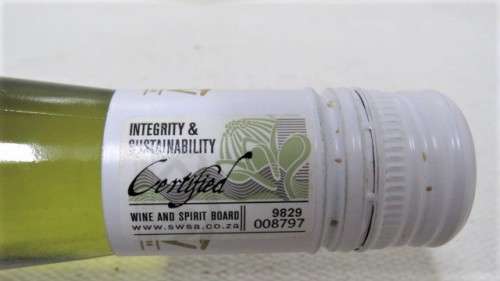 INTEGRITY &
SUSTAINABILITY
Certified
WINE AND SPIRIT BOARD
www.swsa.co.za
9829
008797